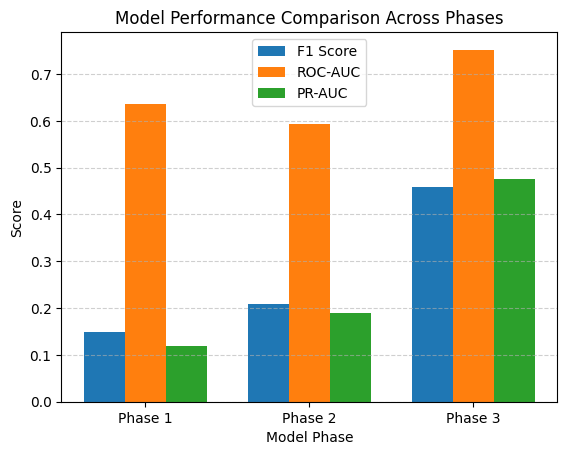 Model Performance Comparison Across Phases
F1 Score
ROC-AUC
PR-AUC
Score
0.7
0.6
0.5
0.4
0.3
0.2
0.1
0.0
Phase 1 Phase 2 Phase 3
Model Phase